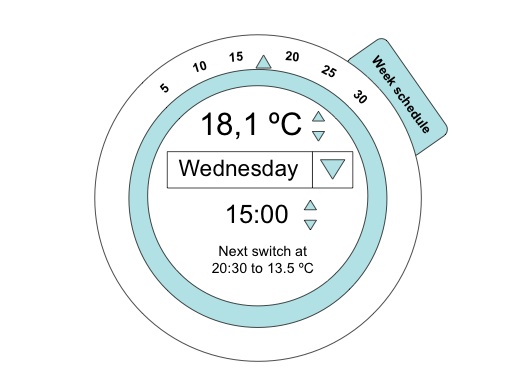 5
10
15
20
25
30
Week schedule
18,1 ºC
Wednesday
15:00
Next switch at
20:30 to 13.5 ºC